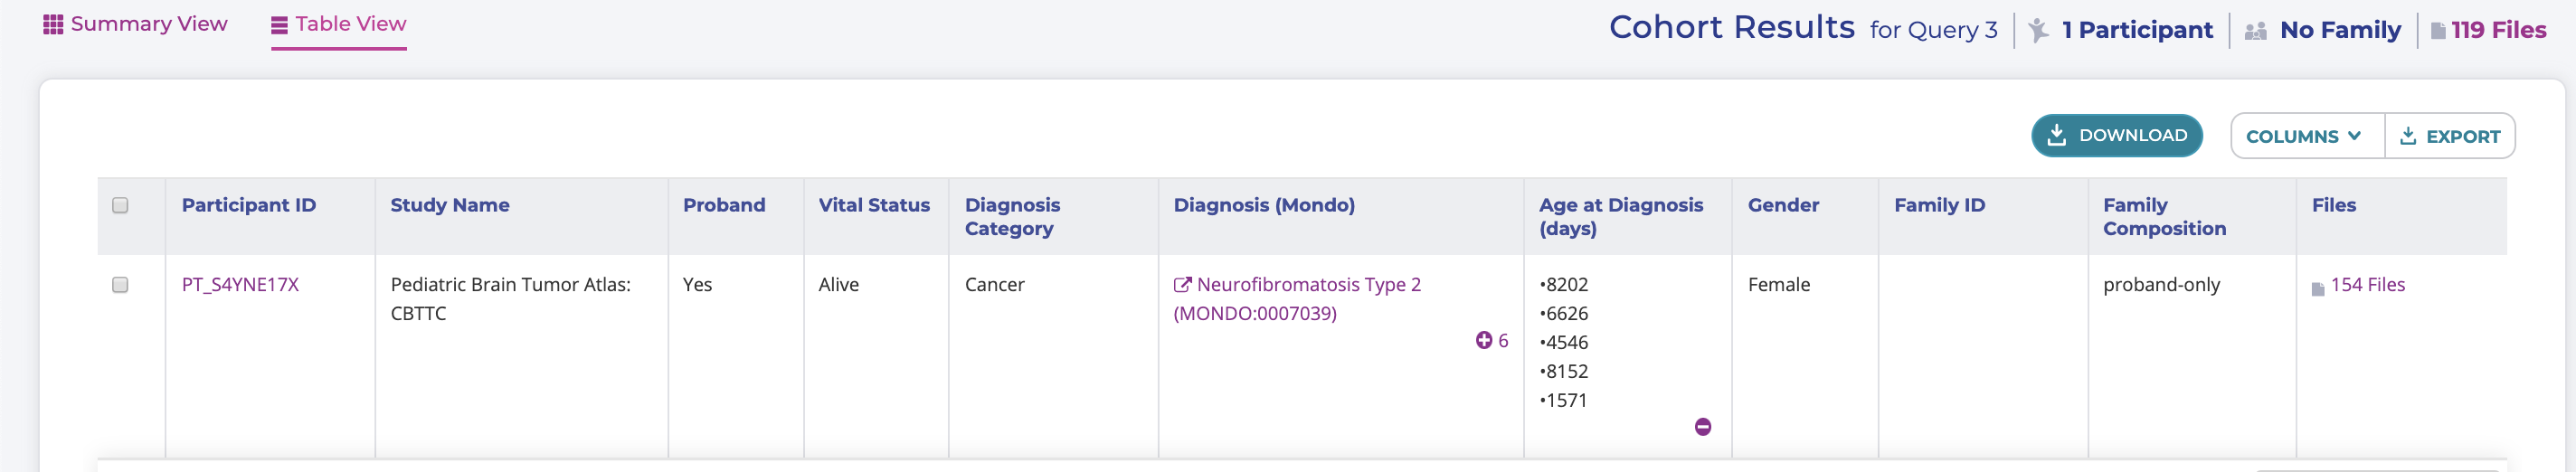 Summary View
Table View
Cohort Results for Query 3
1 Participant
No Family
119 Files
DOWNLOAD
COLUMNS
EXPORT
Participant ID
Study Name
Proband
Vital Status
Diagnosis
Category
Diagnosis (Mondo)
Age at Diagnosis
(days)
Gender
Family ID
Family
Composition
Files
PT_S4YNE17X
Pediatric Brain Tumor Atlas:
CBTTC
Yes
Alive
Cancer
Neurofibromatosis Type 2
(MONDO:0007039)
6
•8202
•6626
•4546
•8152
•1571
Female
proband-only
154 Files